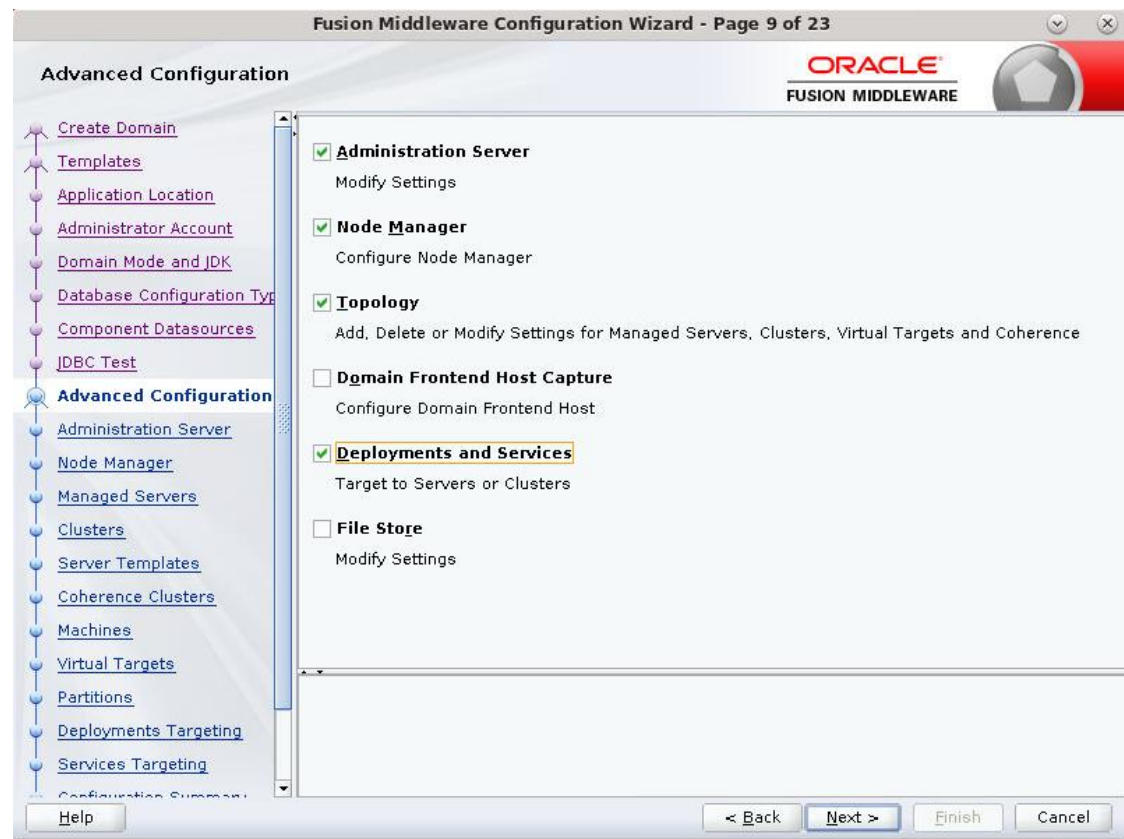 Fusion Middleware Configuration Wizard - Page 9 of 23
Advanced Configuration
ORACLE
FUSION MIDDLEWARE
Create Domain
Templates
Application Location
Administrator Account
Domain Mode and JDK
Database Configuration Typ
Component Datasources
JDBC Test
Advanced Configuration
Administration Server
Node Manager
Managed Servers
Clusters
Server Templates
Coherence Clusters
Machines
Virtual Targets
Partitions
Deployments Targeting
Services Targeting
Configuration Summary
Administration Server
Modify Settings
Node Manager
Configure Node Manager
Topology
Add, Delete or Modify Settings for Managed Servers, Clusters, Virtual Targets and Coherence
Domain Frontend Host Capture
Configure Domain Frontend Host
Deployments and Services
Target to Servers or Clusters
File Store
Modify Settings
Help
< Back
Next >
Finish
Cancel